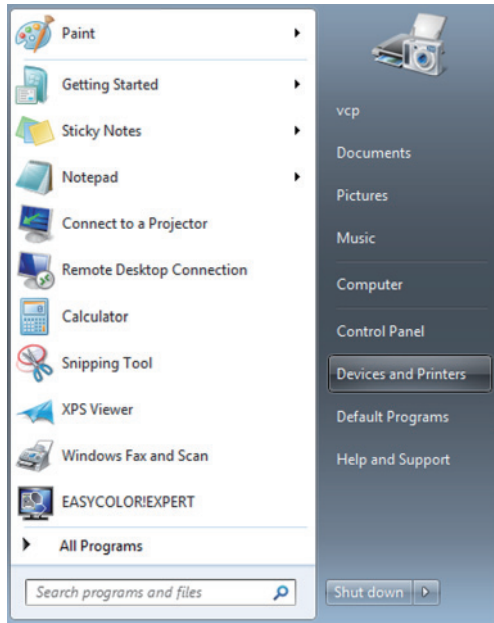 Paint
Getting Started
Sticky Notes
Notepad
Connect to a Projector
Remote Desktop Connection
Calculator
Snipping Tool
XPS Viewer
Windows Fax and Scan
EASYCOLOR!EXPERT
All Programs
Search programs and files
vcp
Documents
Pictures
Music
Computer
Control Panel
Devices and Printers
Default Programs
Help and Support
Shut down